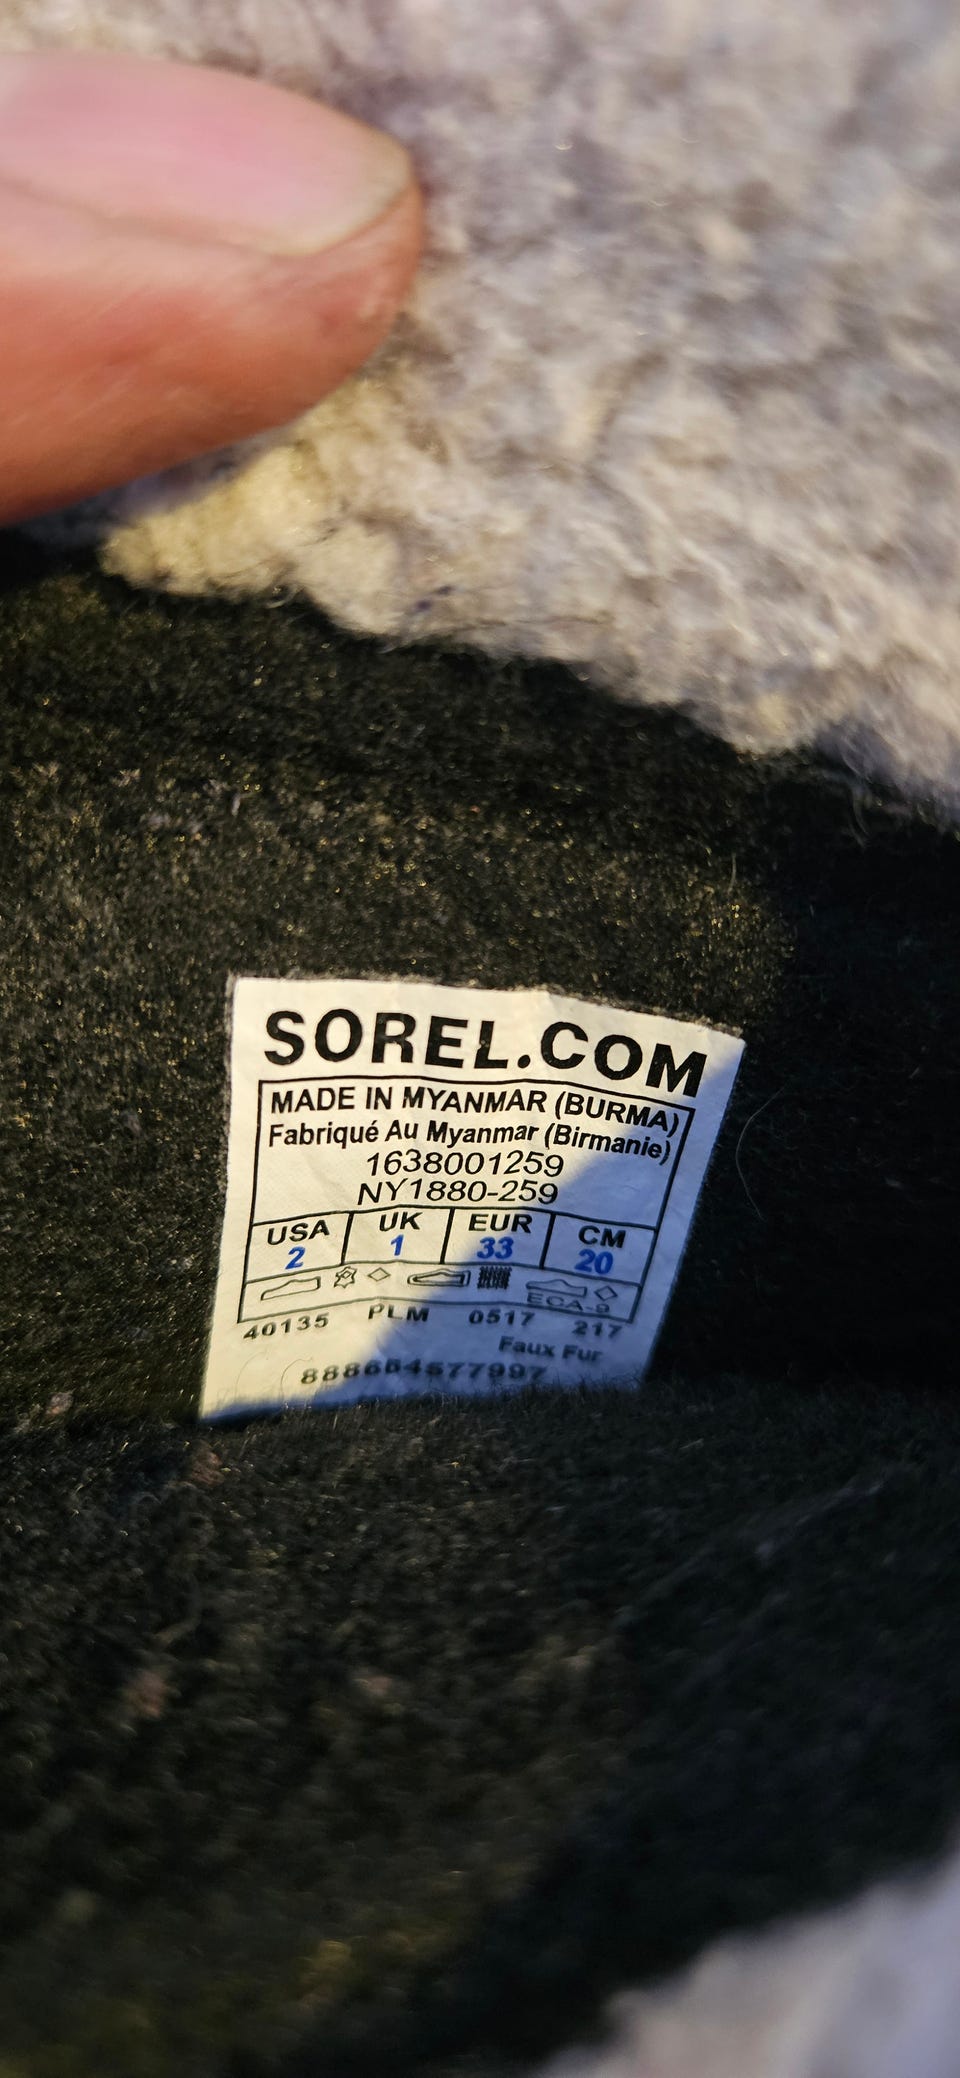 SOREL.COM
MADE IN MYANMAR (BURMA)
Fabriqué Au Myanmar (Birmanie)
1638001259
NY1880-259
USA UK EUR CM
2 1 33 20
ECA-9
40135 PLM 0517 217
Faux Fur
888664577997